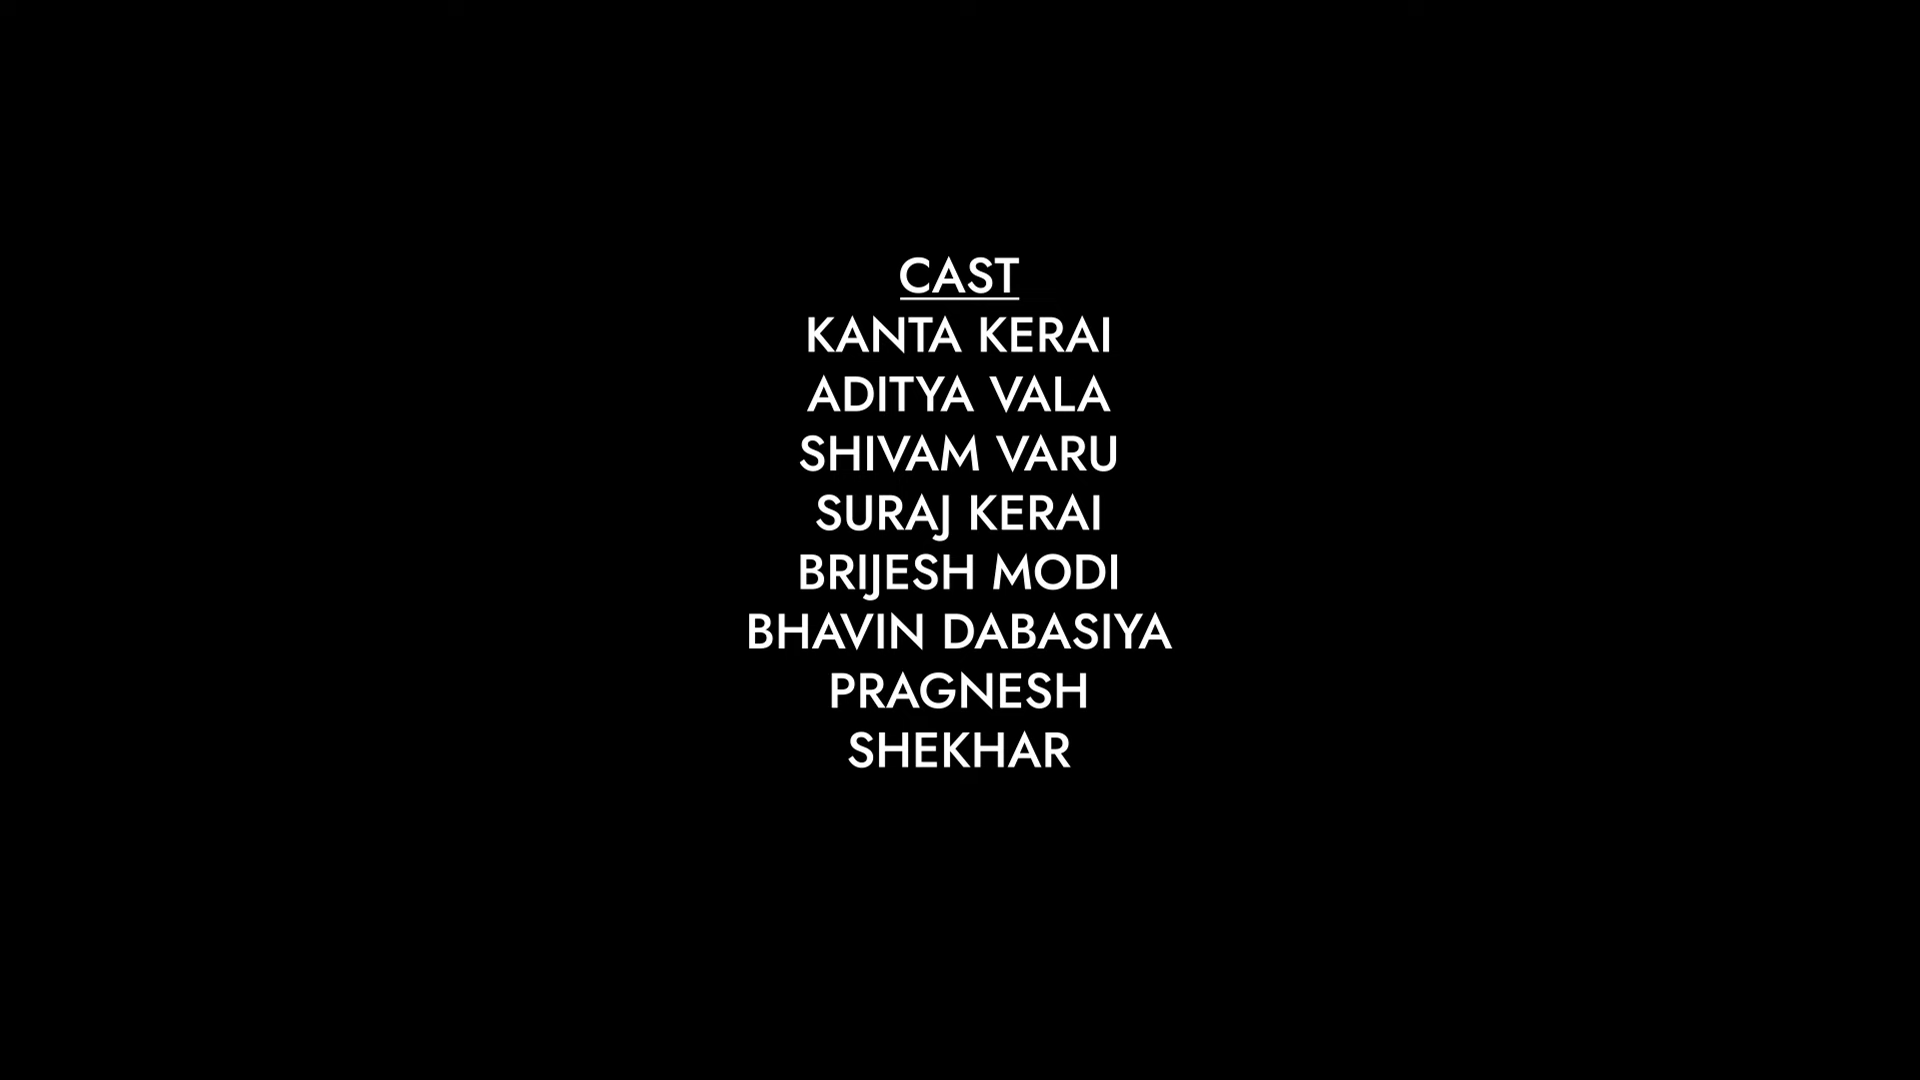 CAST
KANTA KERAI
ADITYA VALA
SHIVAM VARU
SURAJ KERAI
BRIJESH MODI
BHAVIN DABASIYA
PRAGNESH
SHEKHAR